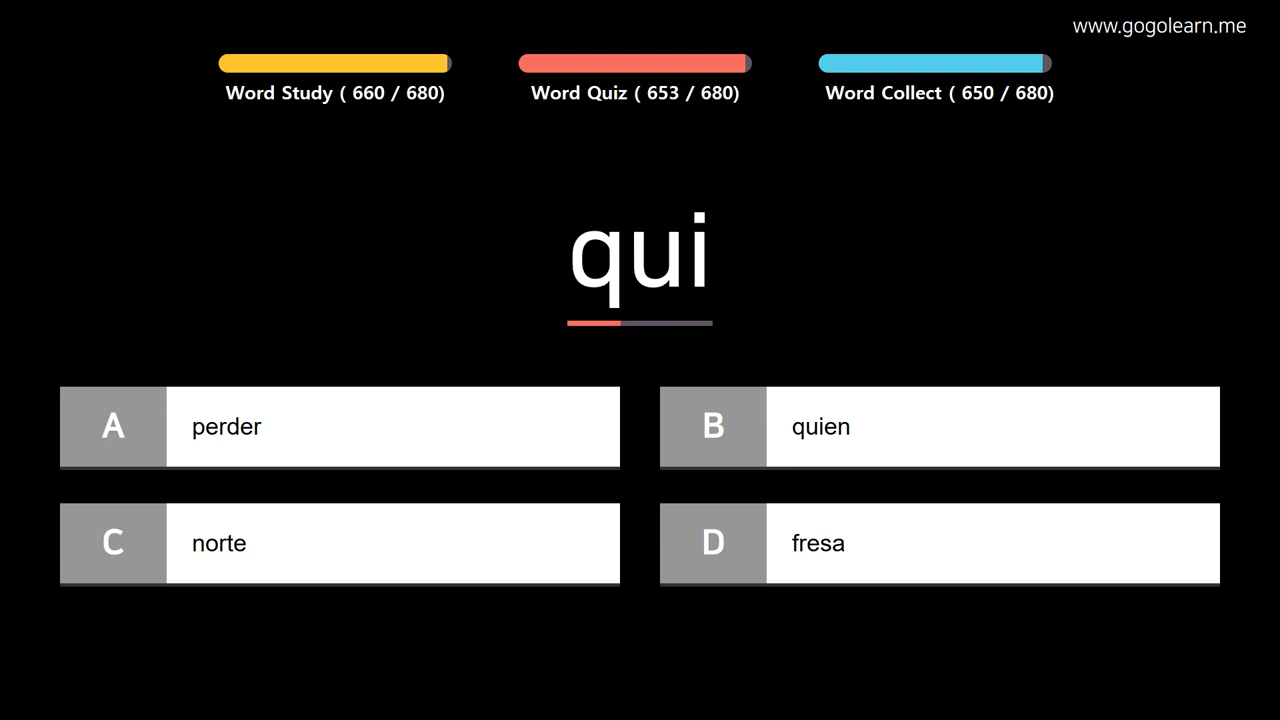 www.gogolearn.me
Word Study ( 660 / 680)
Word Quiz ( 653 / 680)
Word Collect ( 650 / 680)
qui
A perder
B quien
C norte
D fresa